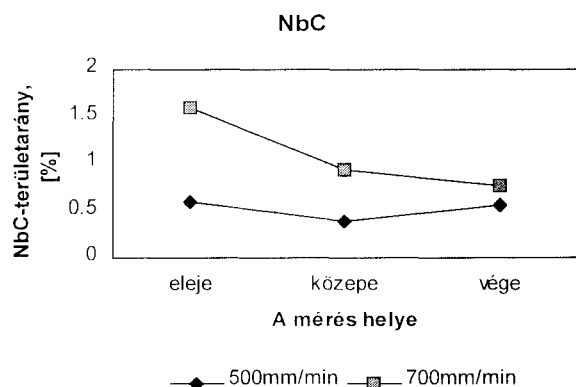 NbC
NbC-területarány,
[%]
2
1.5
1
0.5
0
eleje közepe vége
A mérés helye
500mm/min 700mm/min